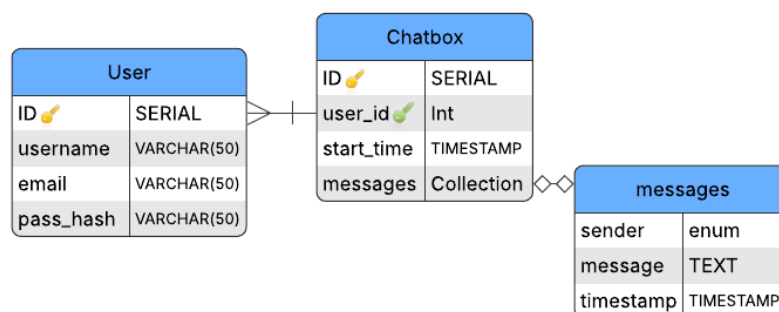 User
ID SERIAL
username VARCHAR(50)
email VARCHAR(50)
pass_hash VARCHAR(50)
Chatbox
ID SERIAL
user_id Int
start_time TIMESTAMP
messages Collection
messages
sender enum
message TEXT
timestamp TIMESTAMP